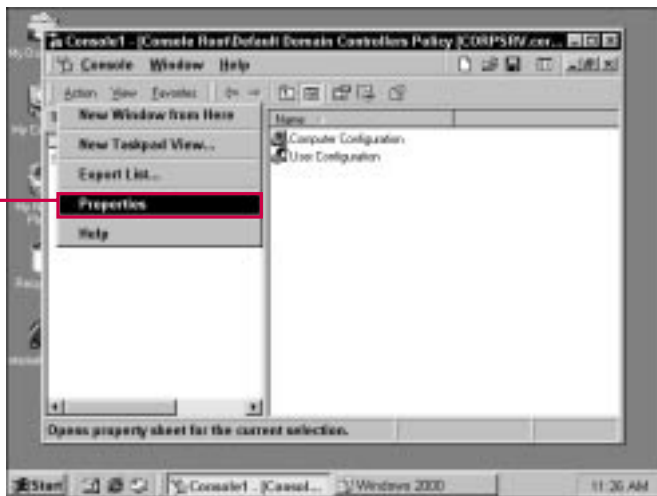 Console1 - [Console Root\Default Domain Controllers Policy [CORPSRV.cor...
Console Window Help
Action View Favorites
New Window from Here
New Taskpad View...
Export List...
Properties
Help
Name
Computer Configuration
User Configuration
Opens property sheet for the current selection.
Start
Console1 - [Consol...
Windows 2000
11:26 AM